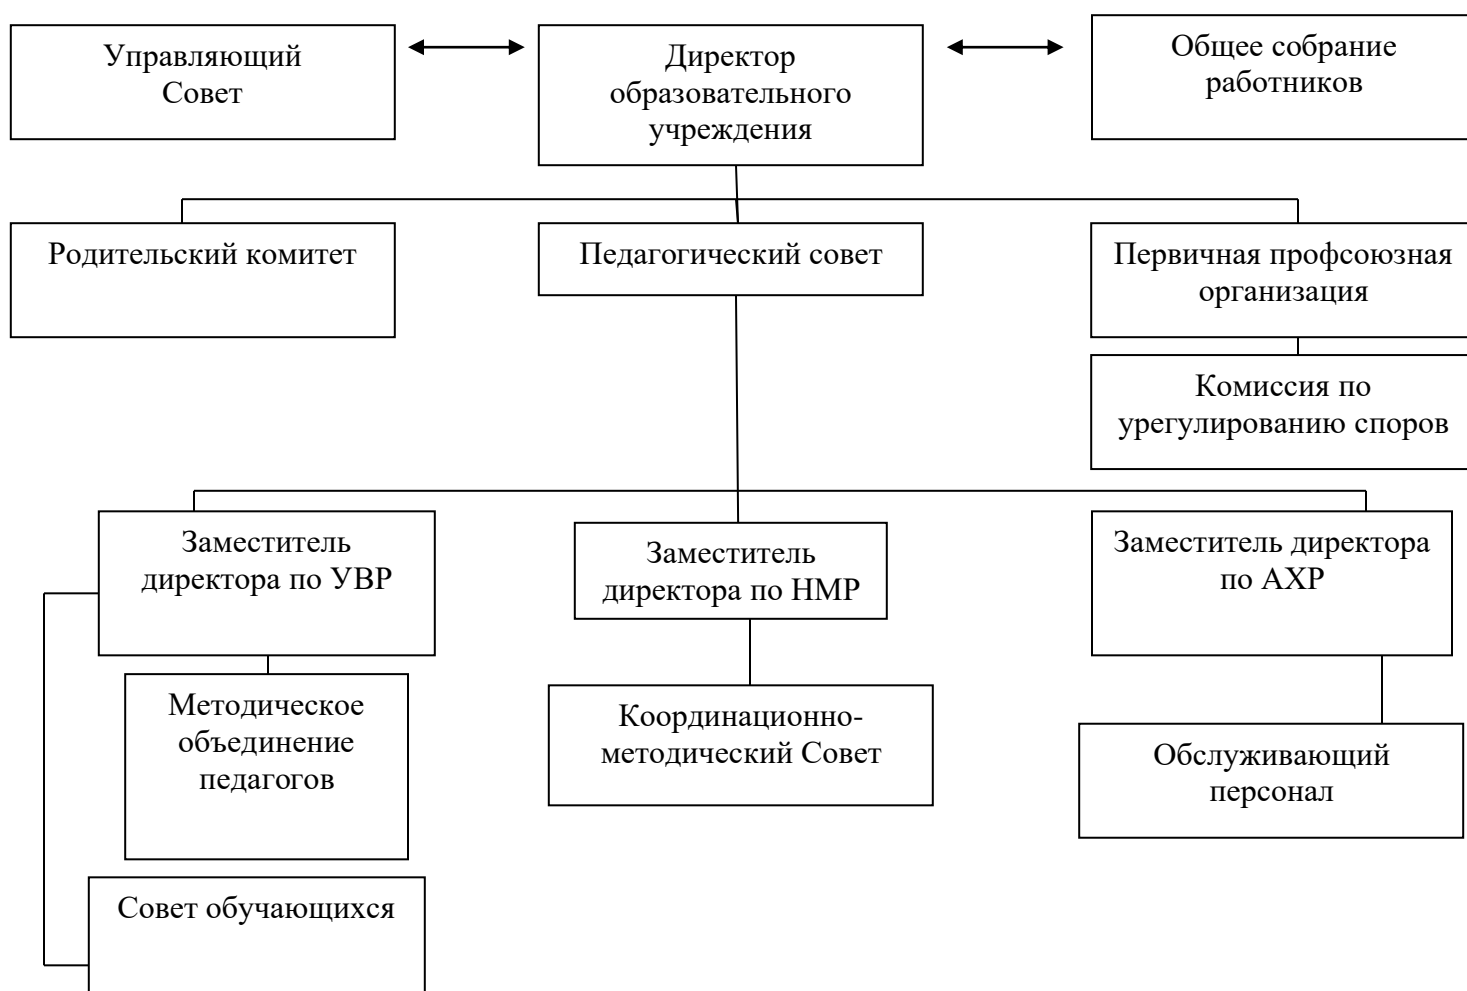 Управляющий
Совет
Директор
образовательного
учреждения
Общее собрание
работников
Родительский комитет
Педагогический совет
Первичная профсоюзная
организация
Комиссия по
урегулированию споров
Заместитель
директора по УВР
Заместитель
директора по НМР
Заместитель директора
по АХР
Методическое
объединение
педагогов
Координационно-
методический Совет
Обслуживающий
персонал
Совет обучающихся